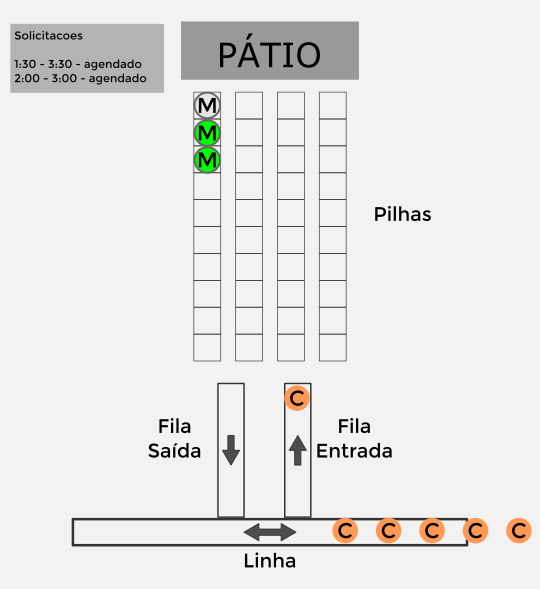 Solicitacoes
1:30 - 3:30 - agendado
2:00 - 3:00 - agendado
PÁTIO
M
M
M
Pilhas
C
Fila
Saída
Fila
Entrada
C C C C C
Linha